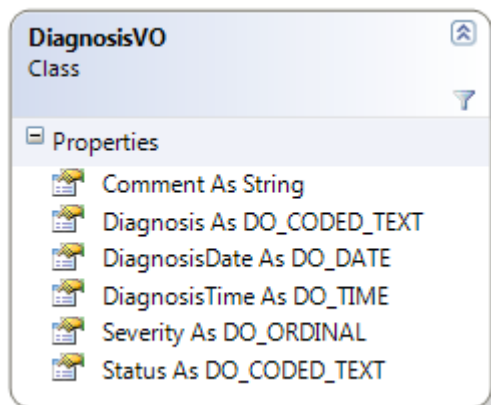 DiagnosisVO
Class
Properties
Comment As String
Diagnosis As DO_CODED_TEXT
DiagnosisDate As DO_DATE
DiagnosisTime As DO_TIME
Severity As DO_ORDINAL
Status As DO_CODED_TEXT